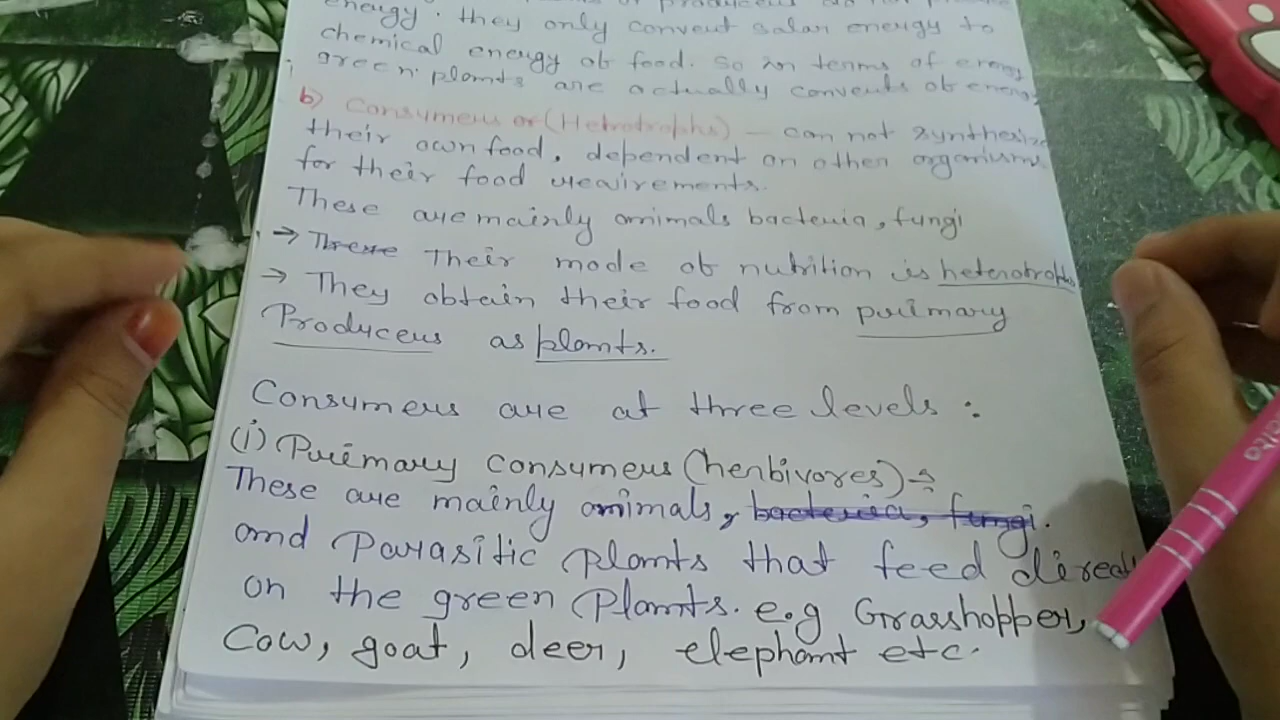 energy. they only convert solar energy to
chemical energy of food. so in terms of energy
green plants are actually converts of energy
b) Consumers or (Hetrotrophs) – can not synthesize
their own food. dependent on other organisms
for their food reairements.
These are mainly animals bacteria, fungi
→ Their mode of nutrition is heterotrophs
→ They obtain their food from primary
Producers as plants.
Consumers are at three levels :
(i) Primary consumers (herbivores) →
These are mainly animals, bacteria, fungi.
and Parasitic plants that feed
on the green Plants. e.g Grasshopper,
Cow, goat, deer, elephant etc.